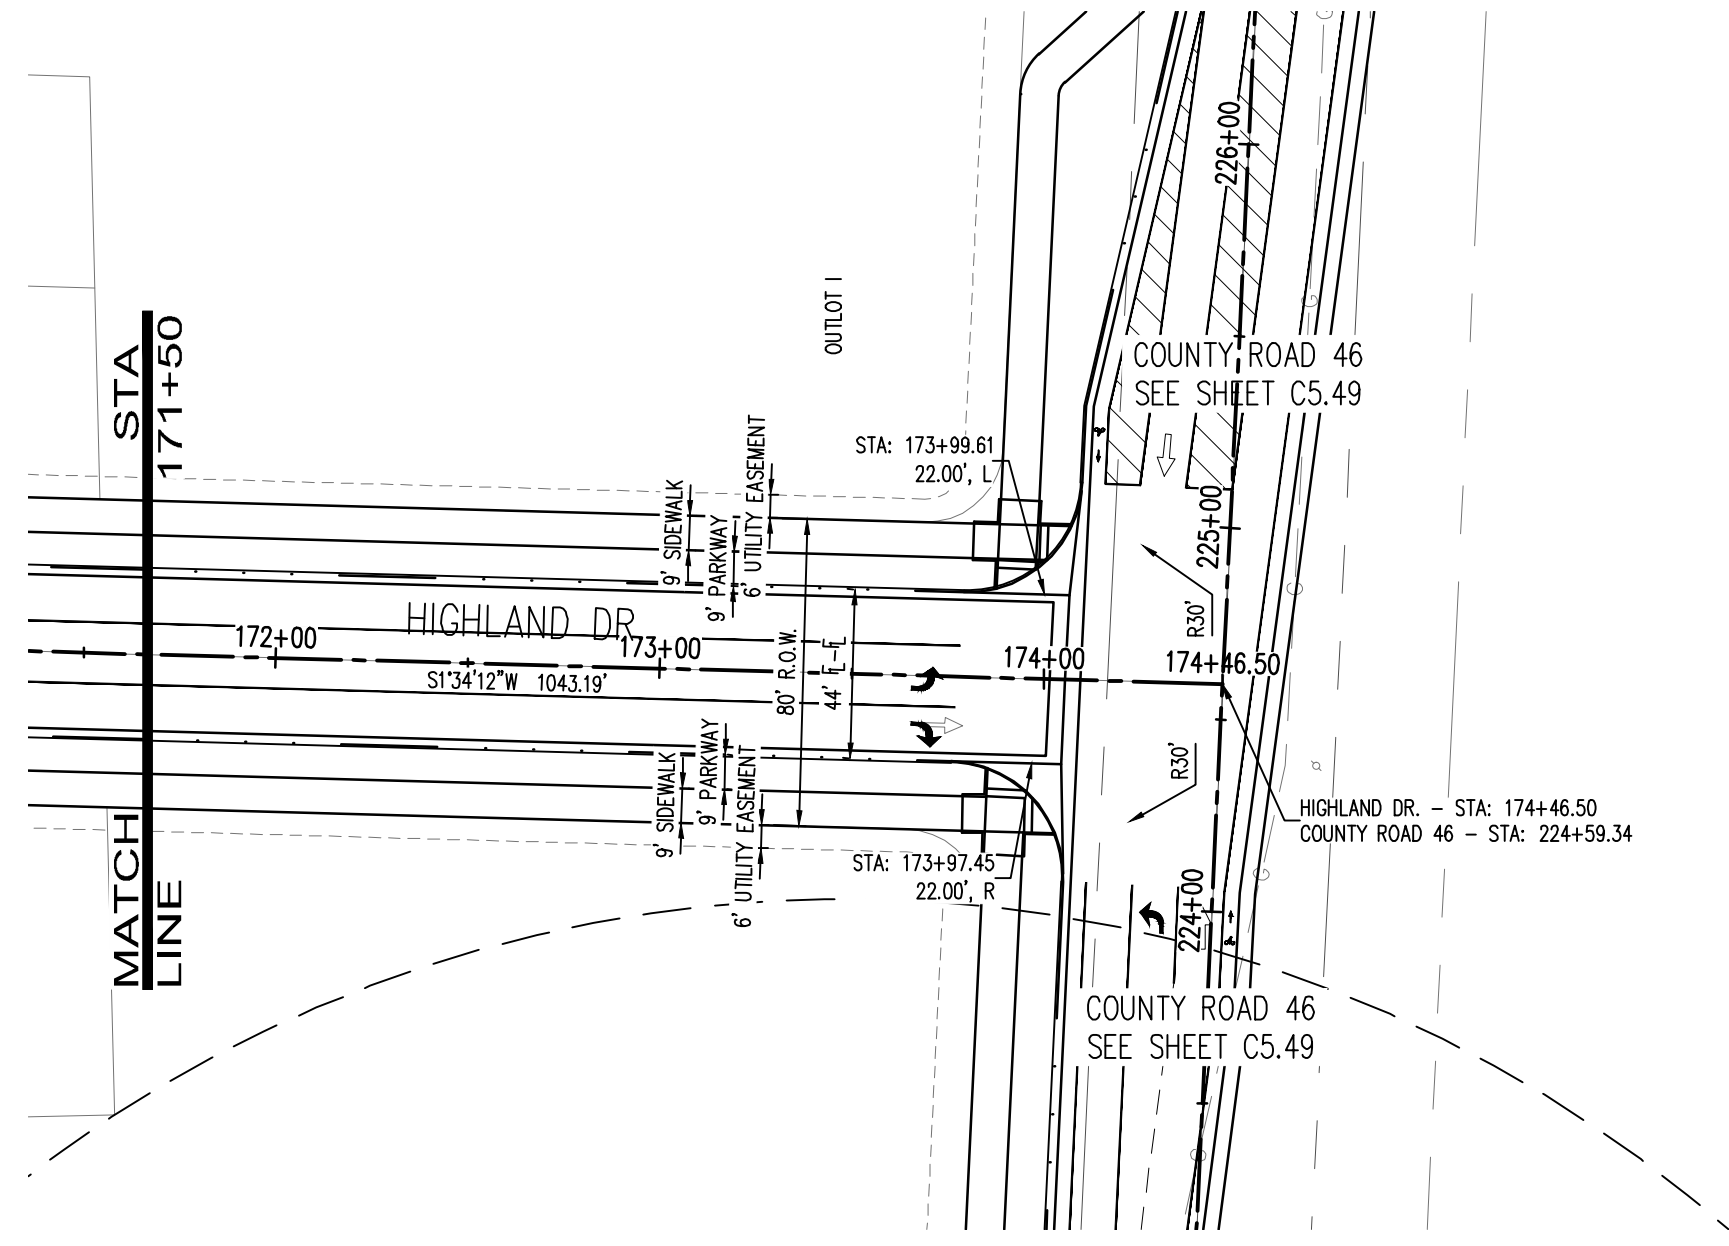 226+00
OUTLOT I
STA
171+50
COUNTY ROAD 46
SEE SHEET C5.49
STA: 173+99.61
22.00', L
9' SIDEWALK
9' PARKWAY
6' UTILITY EASEMENT
225+00
R30'
HIGHLAND DR
172+00
173+00
174+00
174+46.50
S1°34'12"W 1043.19'
80' R.O.W.
44' FL-FL
R30'
9' SIDEWALK
9' PARKWAY
6' UTILITY EASEMENT
HIGHLAND DR. - STA: 174+46.50
COUNTY ROAD 46 - STA: 224+59.34
STA: 173+97.45
22.00', R
MATCH
LINE
224+00
COUNTY ROAD 46
SEE SHEET C5.49
G
G
G
G
G